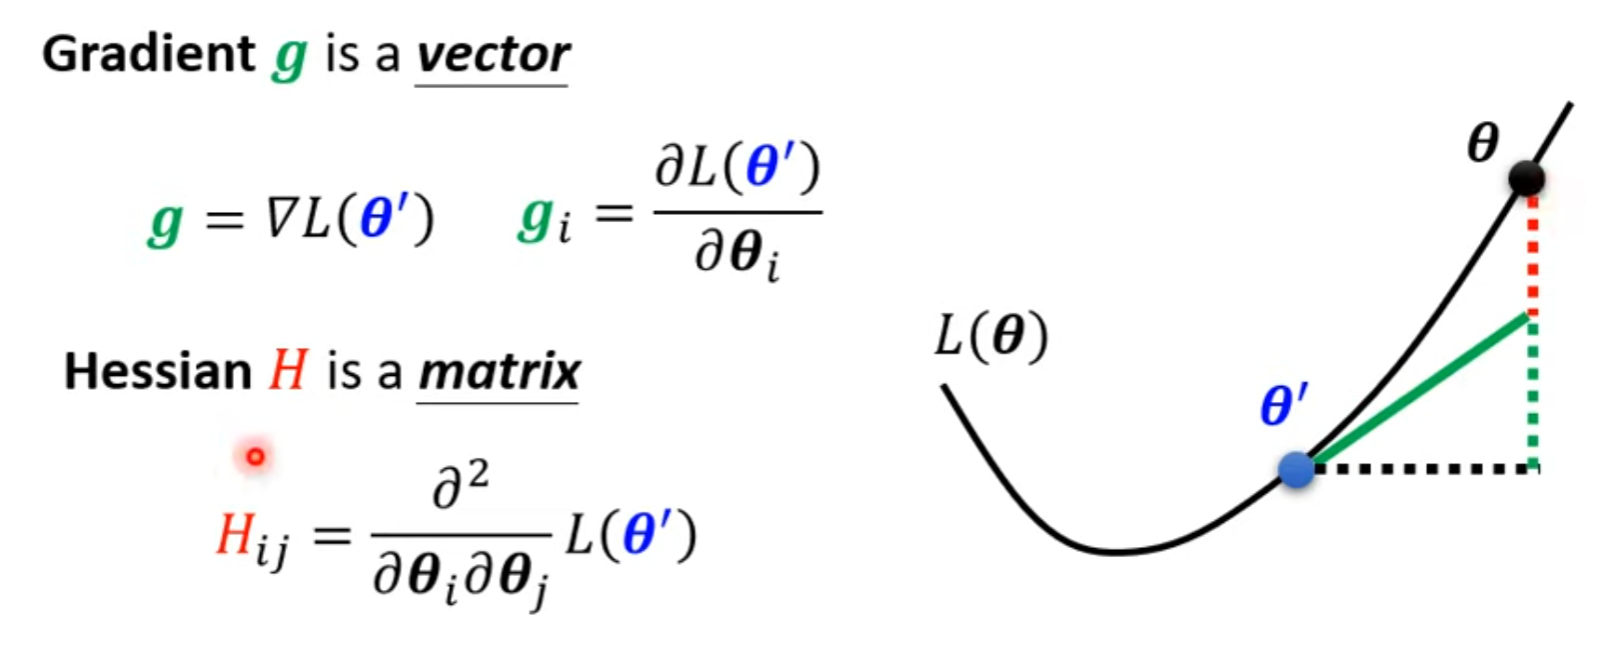 Gradient g is a vector
g = ∇L(θ′) gᵢ = ∂L(θ′)/∂θᵢ
Hessian H is a matrix
Hᵢⱼ = ∂²/∂θᵢ∂θⱼ L(θ′)
L(θ)
θ′
θ